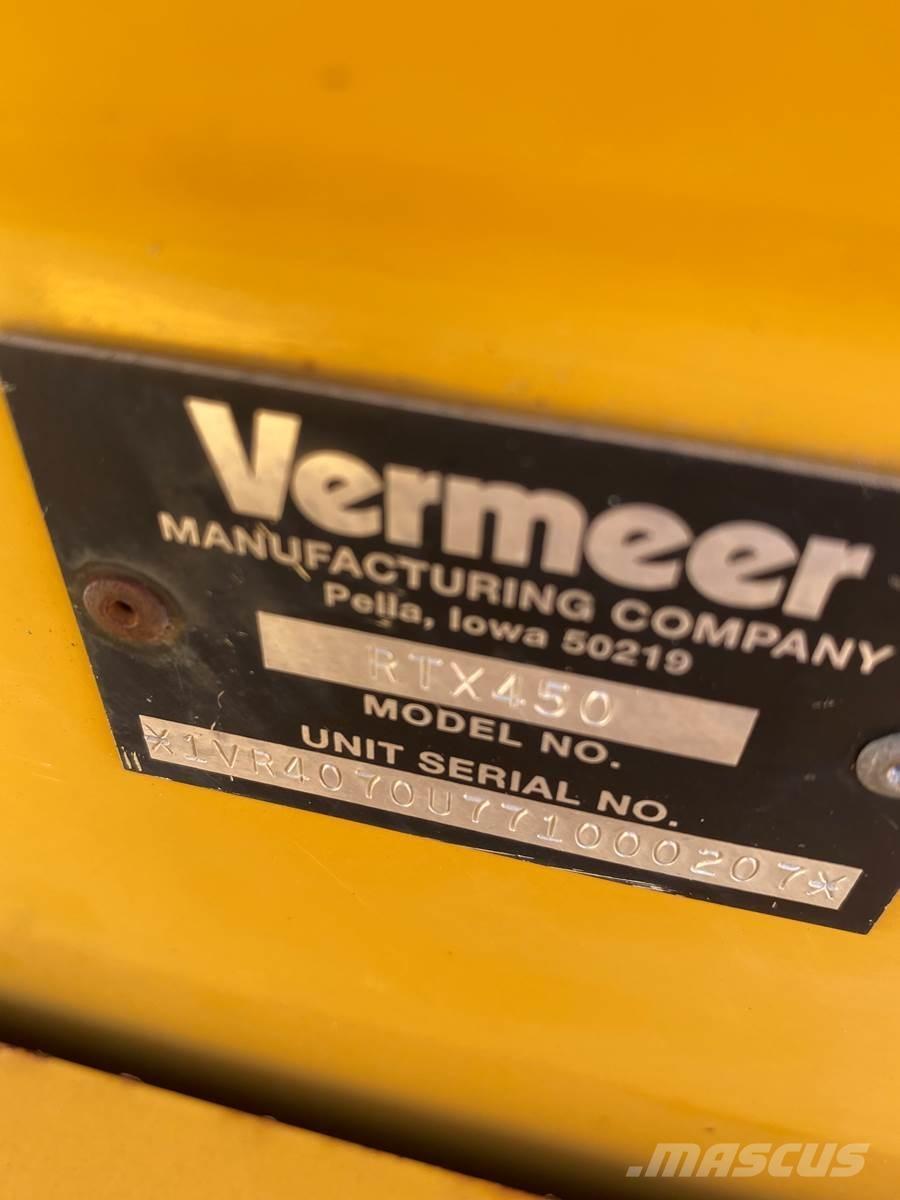 Vermeer
MANUFACTURING COMPANY
Pella, Iowa 50219
RTX450
MODEL NO.
UNIT SERIAL NO.
*1VR4070U771000207*
.MASCUS